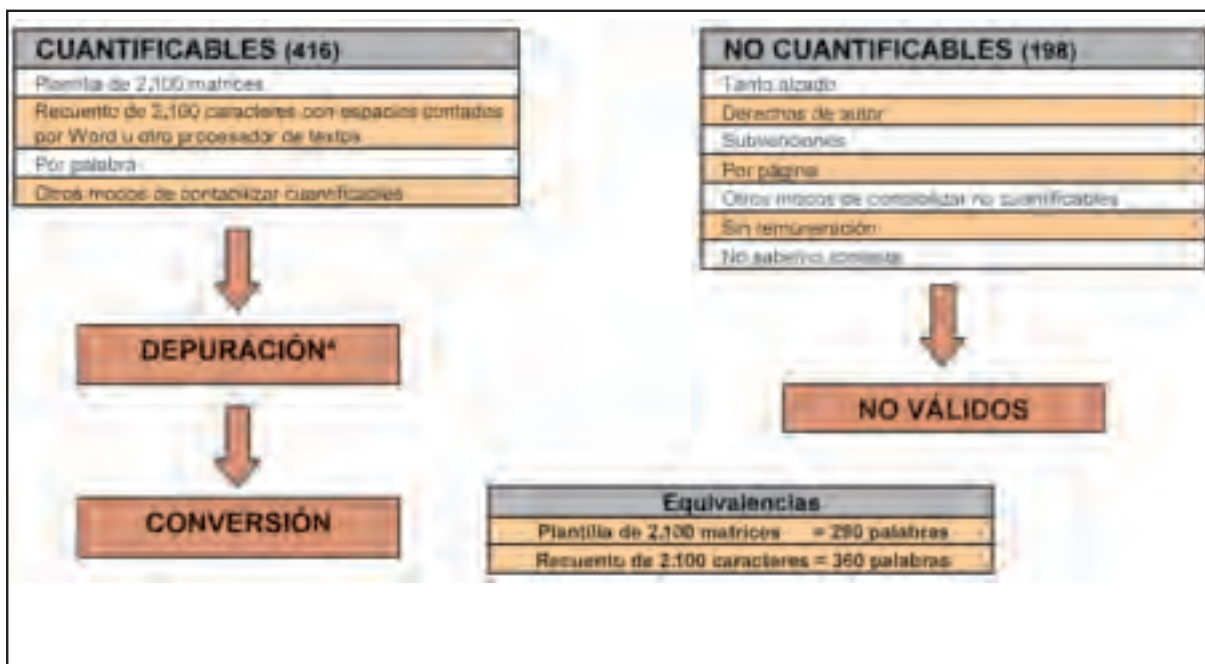 CUANTIFICABLES (416)
Plantilla de 2.100 matrices
Recuento de 2.100 caracteres con espacios contados
por Word u otro procesador de textos
Por palabra
Otros modos de contabilizar cuantificables
DEPURACIÓN*
CONVERSIÓN
NO CUANTIFICABLES (198)
Tanto alzado
Derechos de autor
Subvenciones
Por página
Otros modos de contabilizar no cuantificables
Sin remuneración
No sabe/no contesta
NO VÁLIDOS
Equivalencias
Plantilla de 2.100 matrices = 290 palabras
Recuento de 2.100 caracteres = 360 palabras